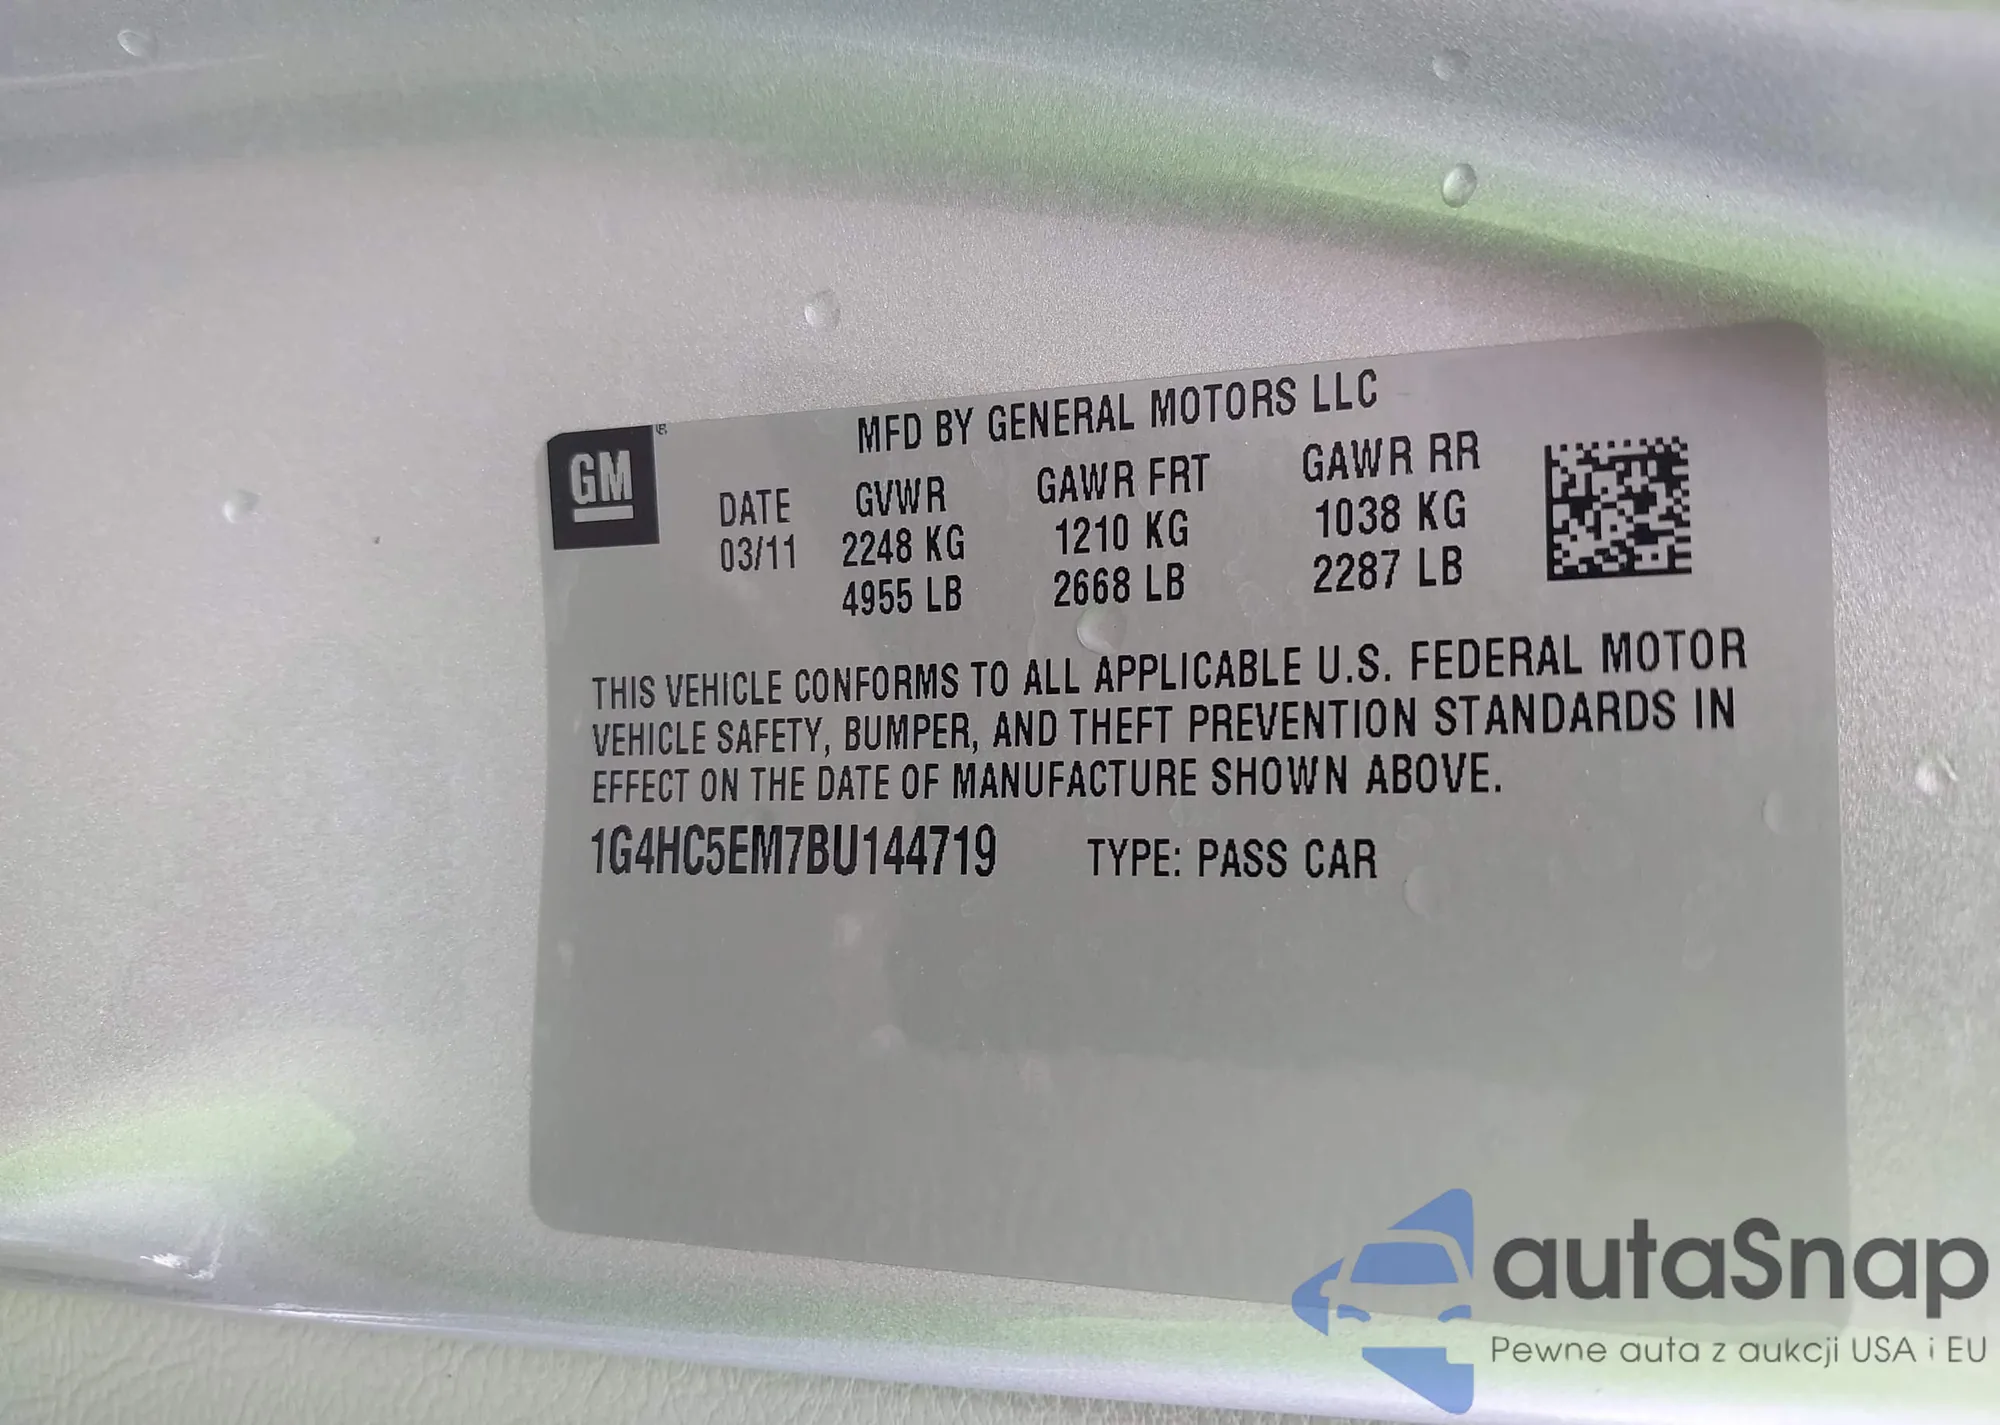 MFD BY GENERAL MOTORS LLC
GM ®
DATE GVWR GAWR FRT GAWR RR
03/11 2248 KG 1210 KG 1038 KG
4955 LB 2668 LB 2287 LB
THIS VEHICLE CONFORMS TO ALL APPLICABLE U.S. FEDERAL MOTOR
VEHICLE SAFETY, BUMPER, AND THEFT PREVENTION STANDARDS IN
EFFECT ON THE DATE OF MANUFACTURE SHOWN ABOVE.
1G4HC5EM7BU144719 TYPE: PASS CAR
autaSnap
Pewne auta z aukcji USA i EU